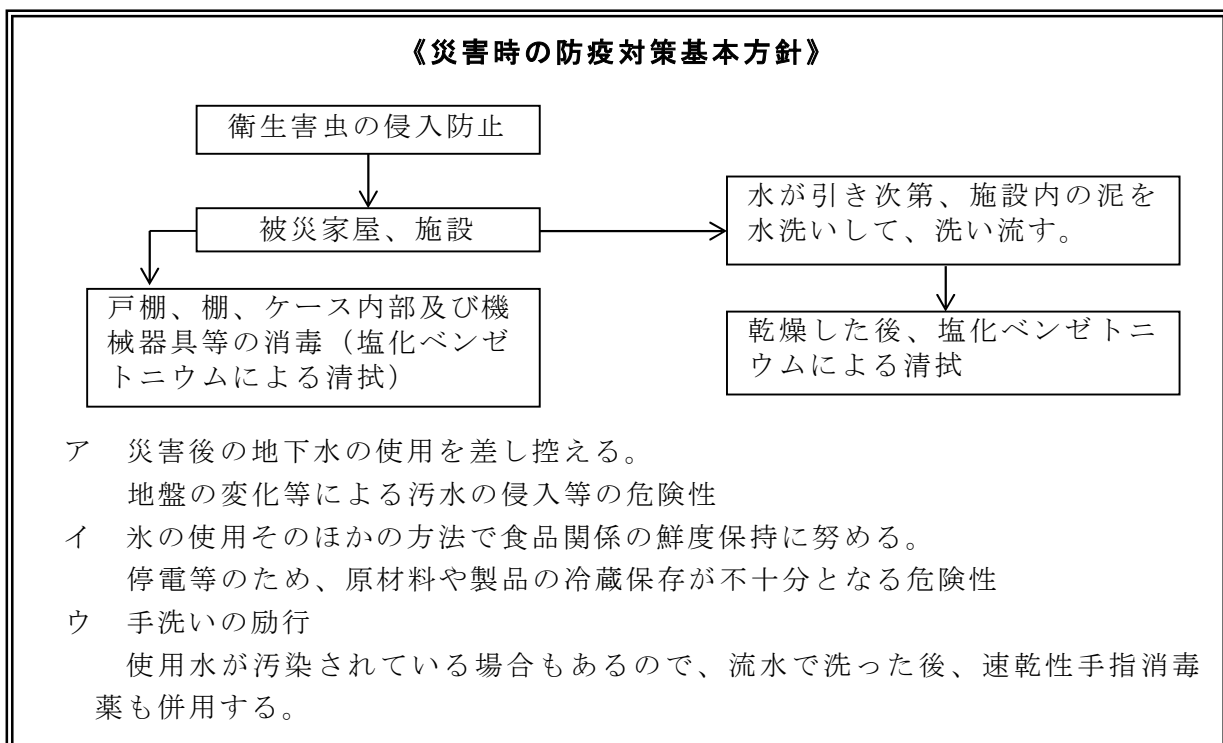 《災害時の防疫対策基本方針》
衛生害虫の侵入防止
被災家屋、施設
水が引き次第、施設内の泥を
水洗いして、洗い流す。
戸棚、棚、ケース内部及び機
械器具等の消毒（塩化ベンゼ
トニウムによる清拭）
乾燥した後、塩化ベンゼトニ
ウムによる清拭
ア 災害後の地下水の使用を差し控える。
地盤の変化等による汚水の侵入等の危険性
イ 氷の使用そのほかの方法で食品関係の鮮度保持に努める。
停電等のため、原材料や製品の冷蔵保存が不十分となる危険性
ウ 手洗いの励行
使用水が汚染されている場合もあるので、流水で洗った後、速乾性手指消毒
薬も併用する。